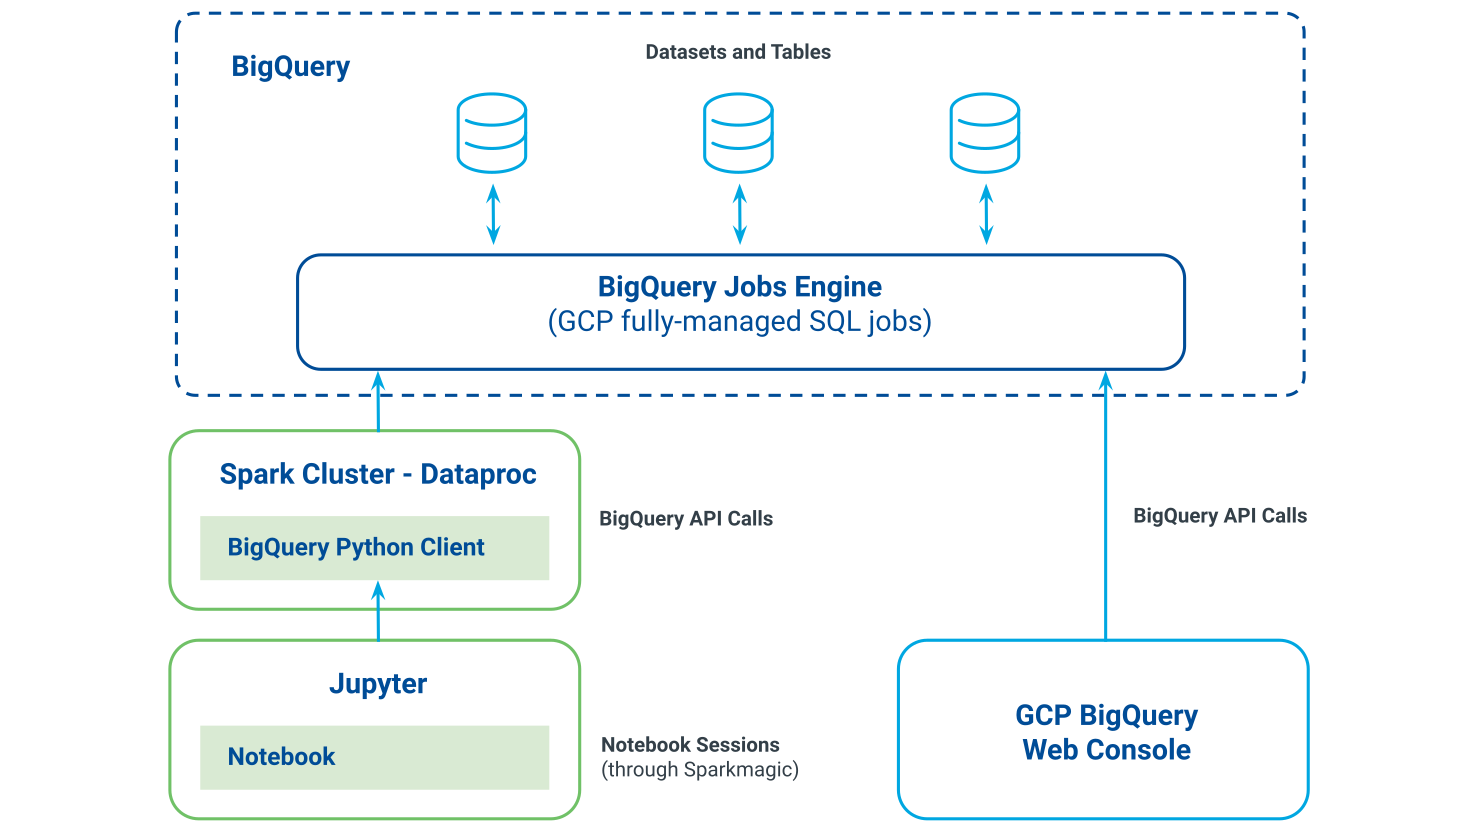 Datasets and Tables
BigQuery
BigQuery Jobs Engine
(GCP fully-managed SQL jobs)
Spark Cluster - Dataproc
BigQuery Python Client
BigQuery API Calls
BigQuery API Calls
Jupyter
Notebook
Notebook Sessions
(through Sparkmagic)
GCP BigQuery
Web Console